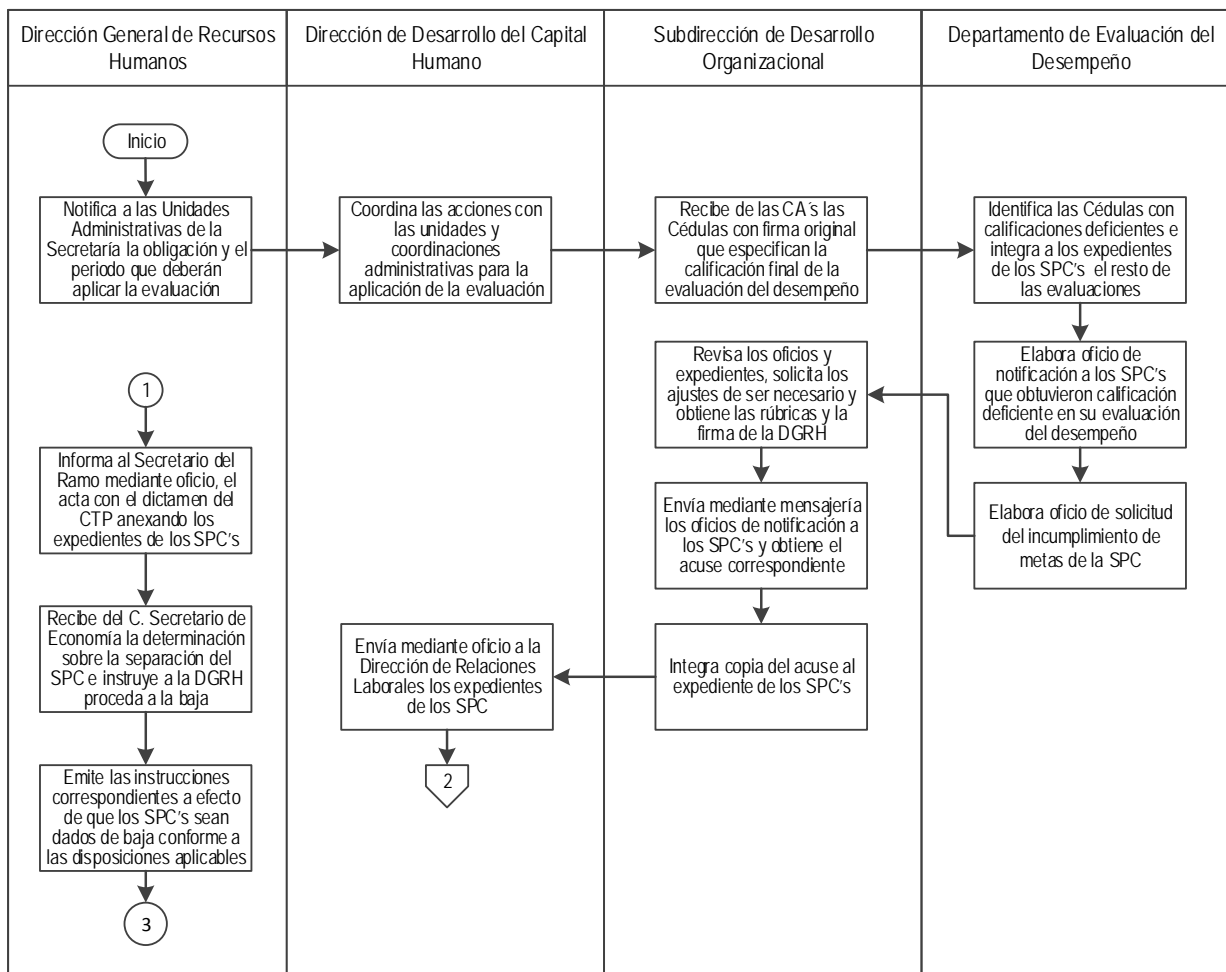 Dirección General de Recursos
Humanos
Dirección de Desarrollo del Capital
Humano
Subdirección de Desarrollo
Organizacional
Departamento de Evaluación del
Desempeño
Inicio
Notifica a las Unidades
Administrativas de la
Secretaría la obligación y el
periodo que deberán
aplicar la evaluación
Coordina las acciones con
las unidades y
coordinaciones
administrativas para la
aplicación de la evaluación
Recibe de las CA´s las
Cédulas con firma original
que especifican la
calificación final de la
evaluación del desempeño
Identifica las Cédulas con
calificaciones deficientes e
integra a los expedientes
de los SPC's el resto de
las evaluaciones
Elabora oficio de
notificación a los SPC's
que obtuvieron calificación
deficiente en su evaluación
del desempeño
Elabora oficio de solicitud
del incumplimiento de
metas de la SPC
Revisa los oficios y
expedientes, solicita los
ajustes de ser necesario y
obtiene las rúbricas y la
firma de la DGRH
Envía mediante mensajería
los oficios de notificación a
los SPC's y obtiene el
acuse correspondiente
Integra copia del acuse al
expediente de los SPC's
Envía mediante oficio a la
Dirección de Relaciones
Laborales los expedientes
de los SPC
2
1
Informa al Secretario del
Ramo mediante oficio, el
acta con el dictamen del
CTP anexando los
expedientes de los SPC's
Recibe del C. Secretario de
Economía la determinación
sobre la separación del
SPC e instruye a la DGRH
proceda a la baja
Emite las instrucciones
correspondientes a efecto
de que los SPC's sean
dados de baja conforme a
las disposiciones aplicables
3